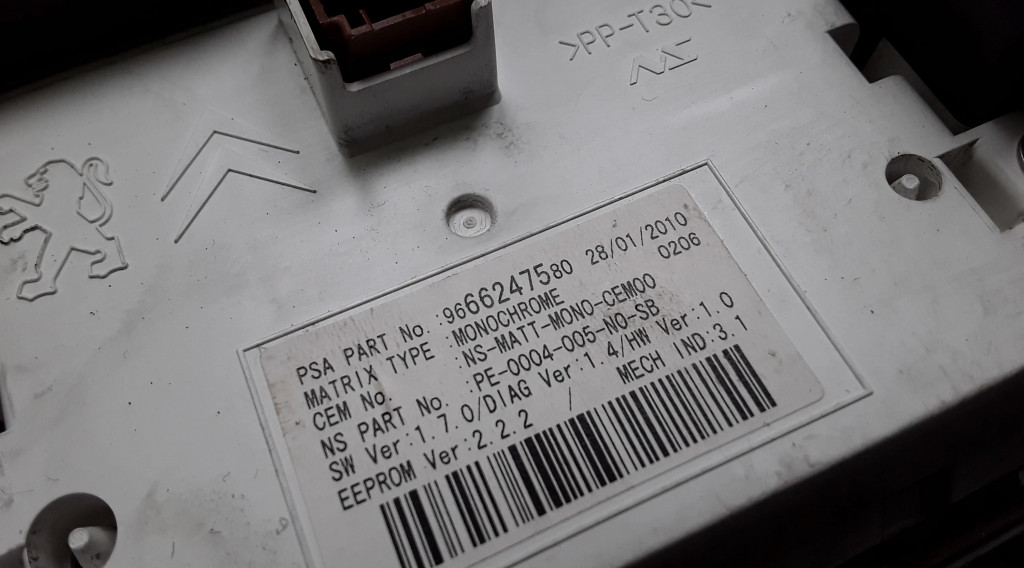 >PP-T30<
PSA PART No :9666247580 28/01/2010
MATRIX TYPE :MONOCHROME 0206
CEM No. :NS-MATT-MONO-CEM00
NS PART No. :PE-0004-005-N0-SB
SW Ver:1.7.0/DIAG Ver:1.4/HW Ver:1.0
EEPROM Ver:2.2.2 / MECH IND:3.1